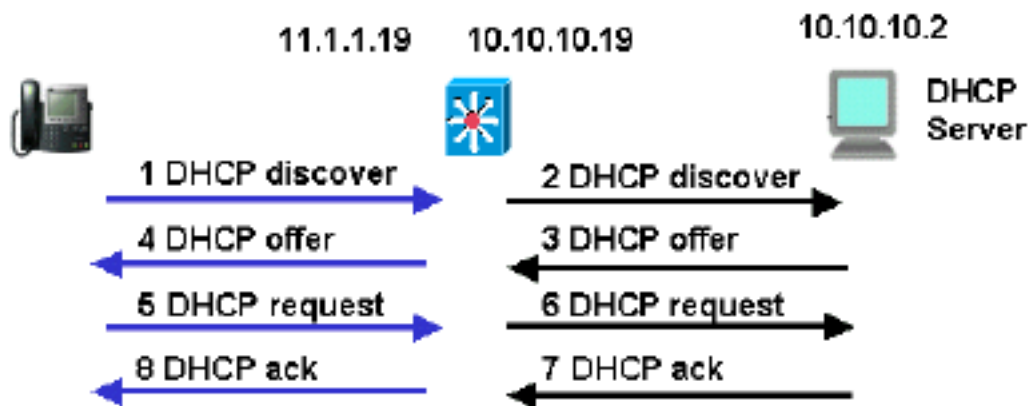 11.1.1.19 10.10.10.19 10.10.10.2
DHCP
Server
1 DHCP discover 2 DHCP discover
4 DHCP offer 3 DHCP offer
5 DHCP request 6 DHCP request
8 DHCP ack 7 DHCP ack